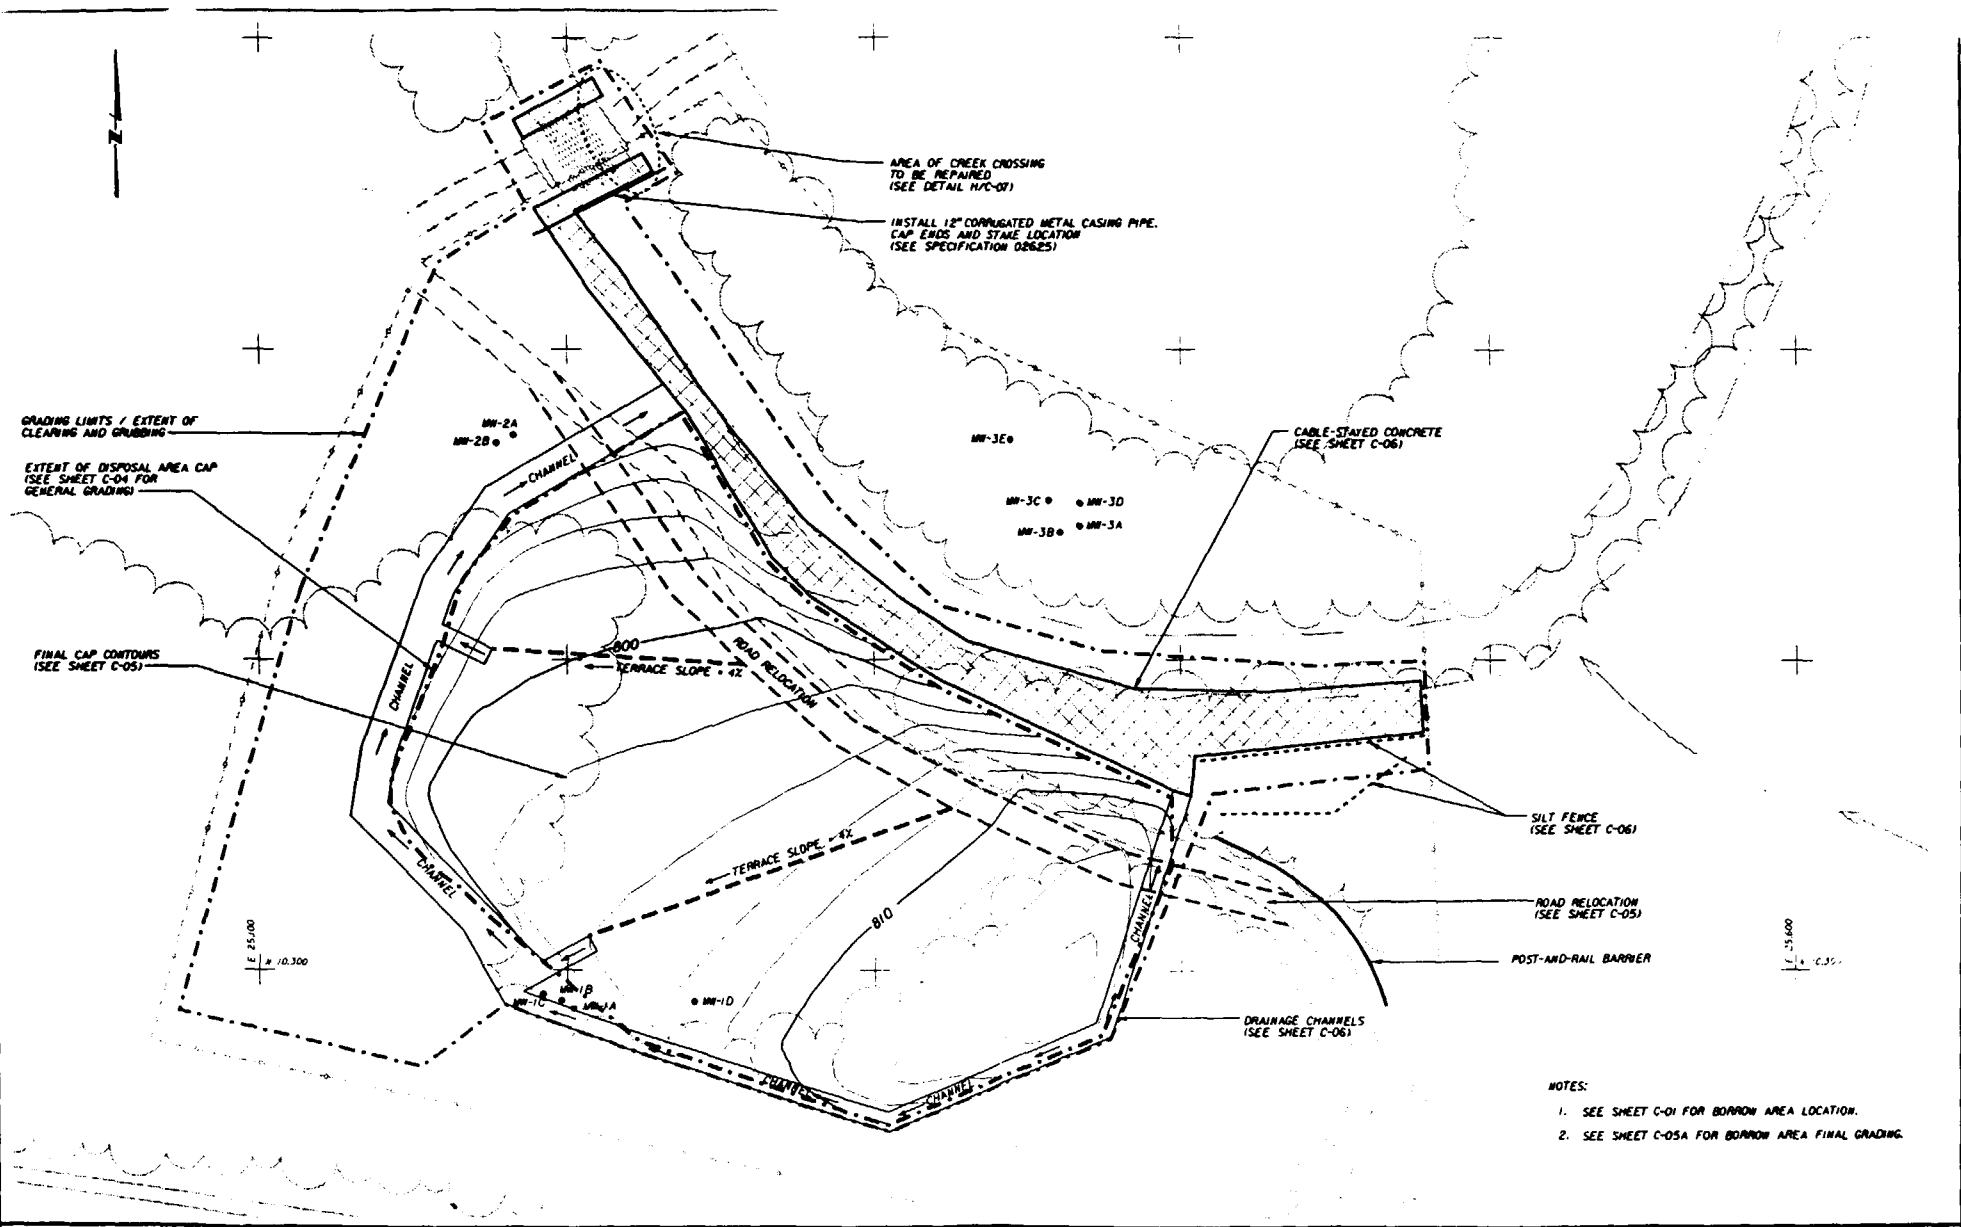 N
AREA OF CREEK CROSSING
TO BE REPAIRED
(SEE DETAIL H/C-07)
INSTALL 12" CORRUGATED METAL CASING PIPE.
CAP ENDS AND STAKE LOCATION
(SEE SPECIFICATION 02625)
GRADING LIMITS / EXTENT OF
CLEARING AND GRUBBING
EXTENT OF DISPOSAL AREA CAP
(SEE SHEET C-04 FOR
GENERAL GRADING)
FINAL CAP CONTOURS
(SEE SHEET C-05)
MW-2A
MW-2B
CHANNEL
MW-3E
CABLE-STAYED CONCRETE
(SEE SHEET C-06)
MW-3C
MW-3D
MW-3B
MW-3A
800
TERRACE SLOPE - 4%
ROAD RELOCATION
CHANNEL
CHANNEL
TERRACE SLOPE - 4%
810
CHANNEL
SILT FENCE
(SEE SHEET C-06)
ROAD RELOCATION
(SEE SHEET C-05)
POST-AND-RAIL BARRIER
E 25,100
N 10,300
E 25,600
MW-1B
MW-1C
MW-1A
MW-1D
DRAINAGE CHANNELS
(SEE SHEET C-06)
CHANNEL
CHANNEL
NOTES:
1. SEE SHEET C-01 FOR BORROW AREA LOCATION.
2. SEE SHEET C-05A FOR BORROW AREA FINAL GRADING.